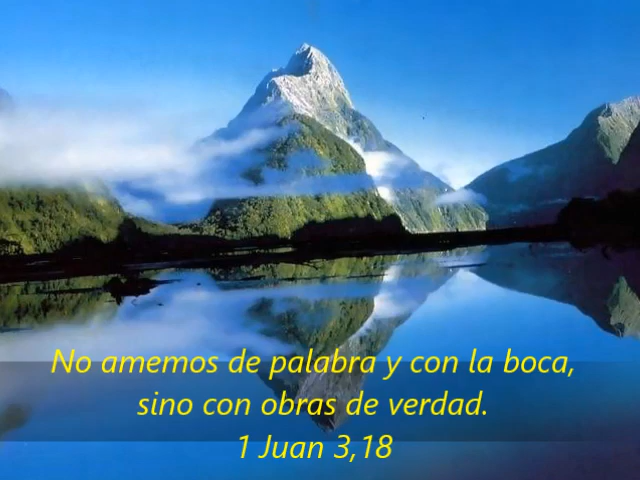 No amemos de palabra y con la boca,
sino con obras de verdad.
1 Juan 3,18